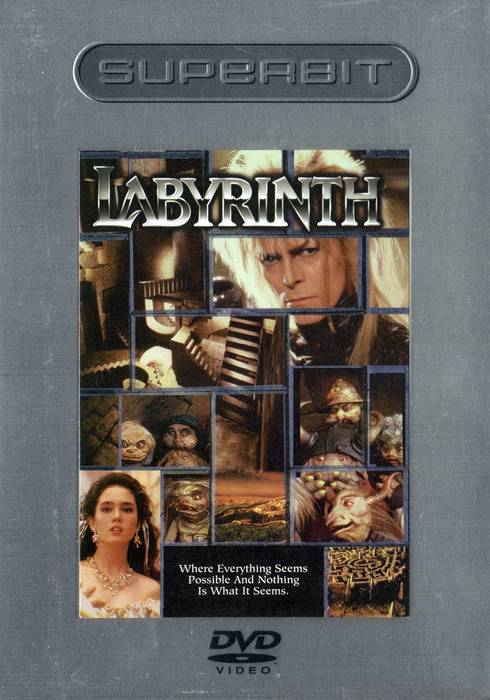 SUPERBIT
LABYRINTH
Where Everything Seems
Possible And Nothing
Is What It Seems.
DVD
VIDEO